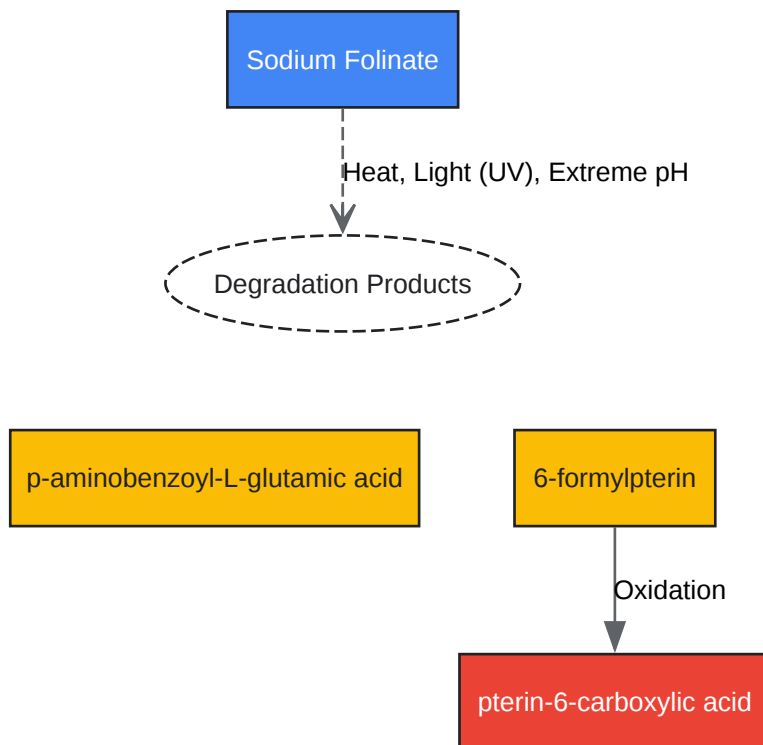 Sodium Folinate
Heat, Light (UV), Extreme pH
Degradation Products
p-aminobenzoyl-L-glutamic acid
6-formylpterin
Oxidation
pterin-6-carboxylic acid